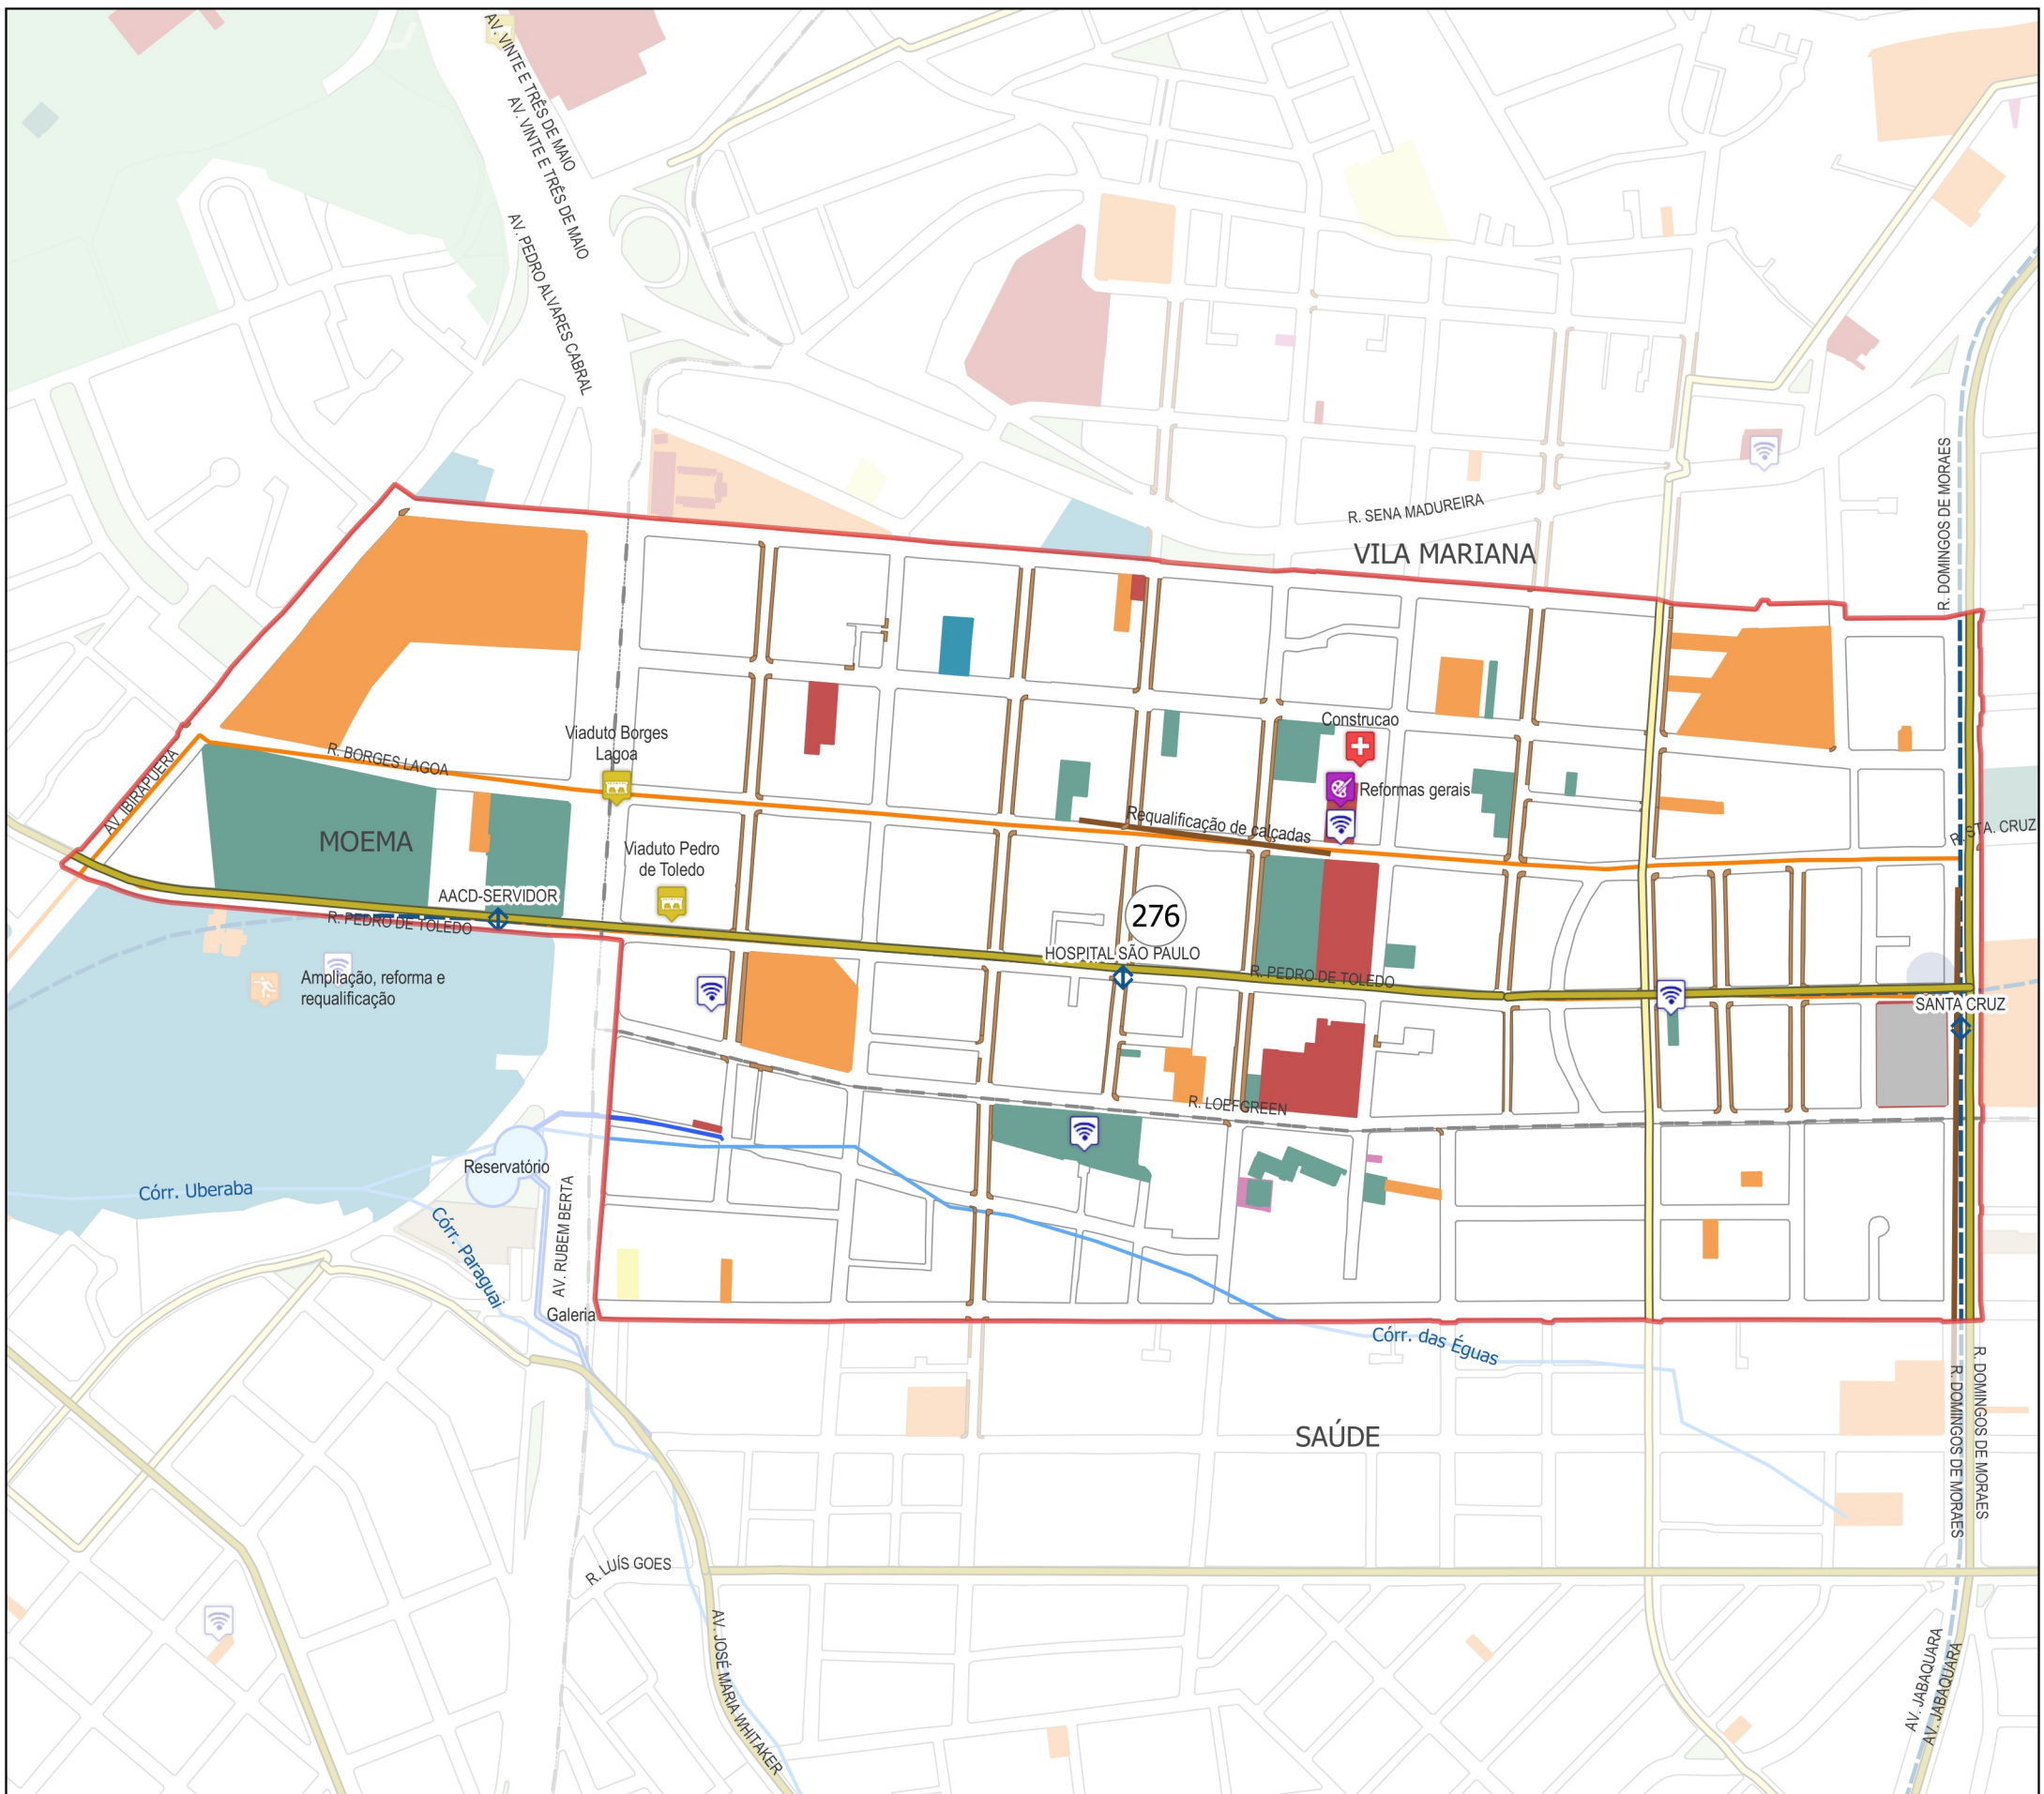 AV. VINTE E TRÊS DE MAIO
AV. VINTE E TRÊS DE MAIO
AV. PEDRO ALVARES CABRAL
R. DOMINGOS DE MORAES
R. SENA MADUREIRA
VILA MARIANA
Viaduto Borges
Lagoa
Construcao
R. BORGES LAGOA
AV. IBIRAPUERA
Reformas gerais
Requalificação de calçadas
R. STA. CRUZ
MOEMA
Viaduto Pedro
de Toledo
AACD-SERVIDOR
R. PEDRO DE TOLEDO
276
HOSPITAL SÃO PAULO
R. PEDRO DE TOLEDO
Ampliação, reforma e
requalificação
SANTA CRUZ
R. LOEFGREEN
Reservatório
Córr. Uberaba
Córr. Paraguai
AV. RUBEM BERTA
Galeria
Córr. das Éguas
R. DOMINGOS DE MORAES
R. DOMINGOS DE MORAES
SAÚDE
R. LUÍS GOES
AV. JOSÉ MARIA WHITAKER
AV. JABAQUARA
AV. JABAQUARA